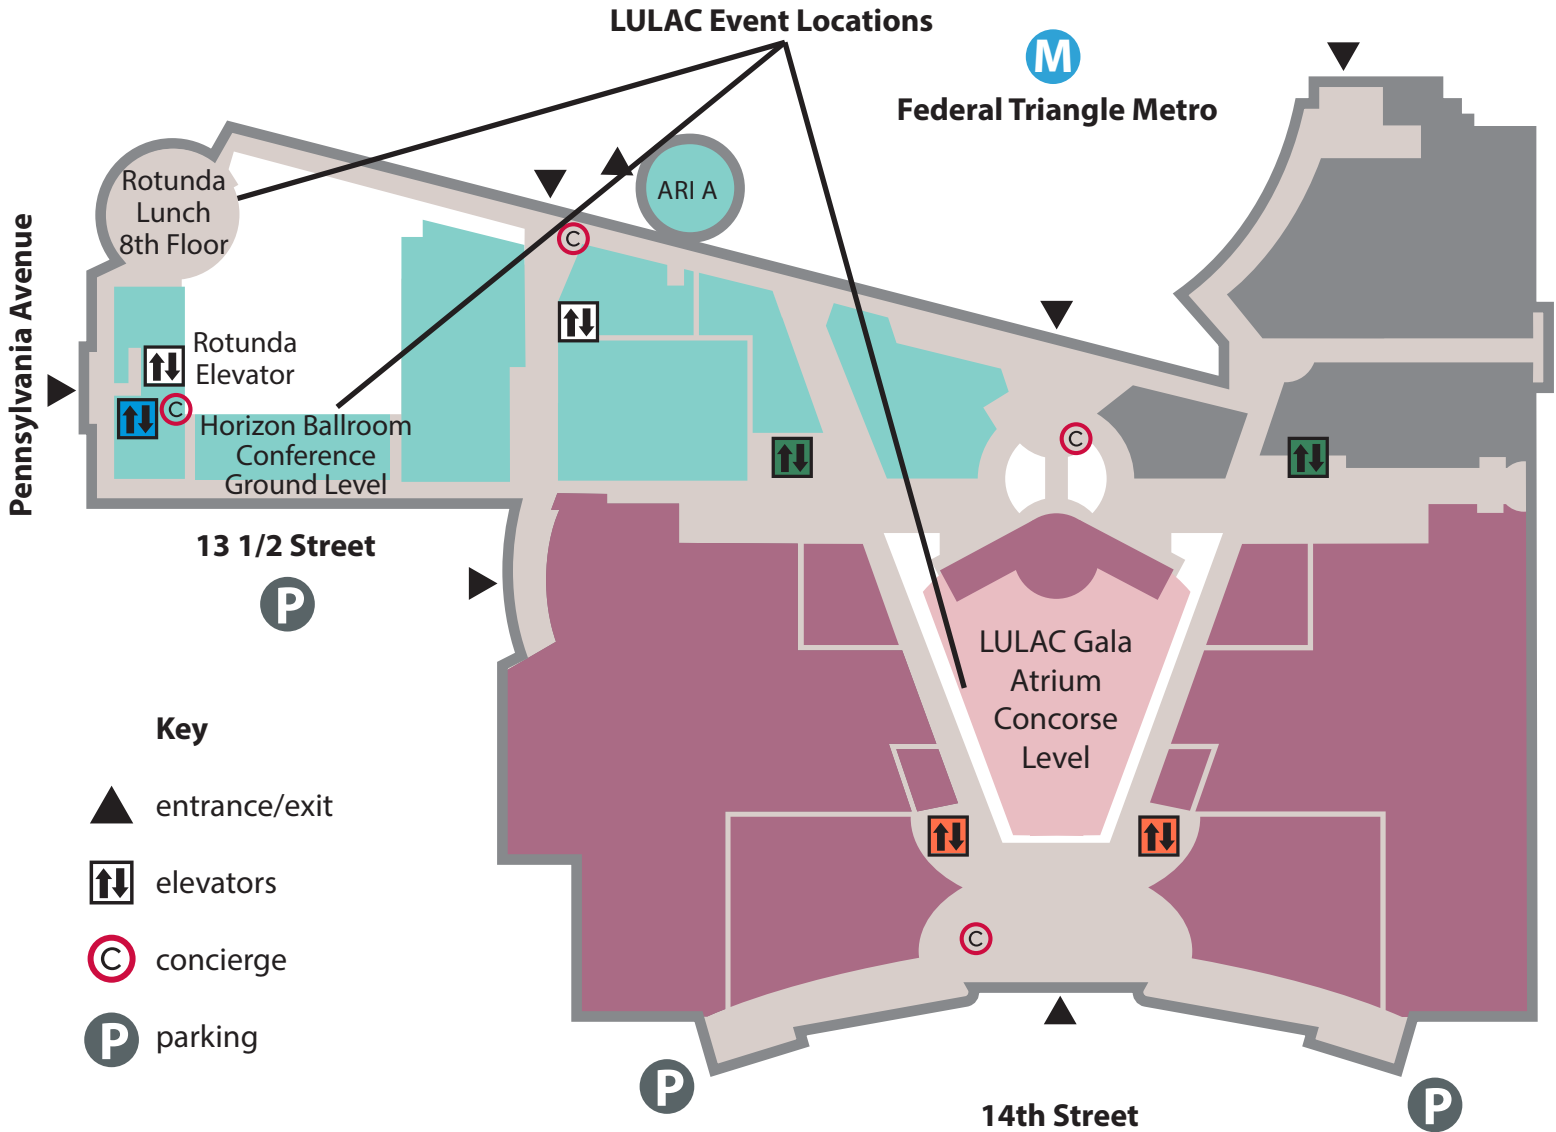 LULAC Event Locations
M
Federal Triangle Metro
Rotunda
Lunch
8th Floor
ARI A
C
Pennsylvania Avenue
Rotunda
Elevator
C
Horizon Ballroom
Conference
Ground Level
C
13 1/2 Street
P
LULAC Gala
Atrium
Concorse
Level
Key
entrance/exit
elevators
C
concierge
C
P
parking
P
14th Street
P